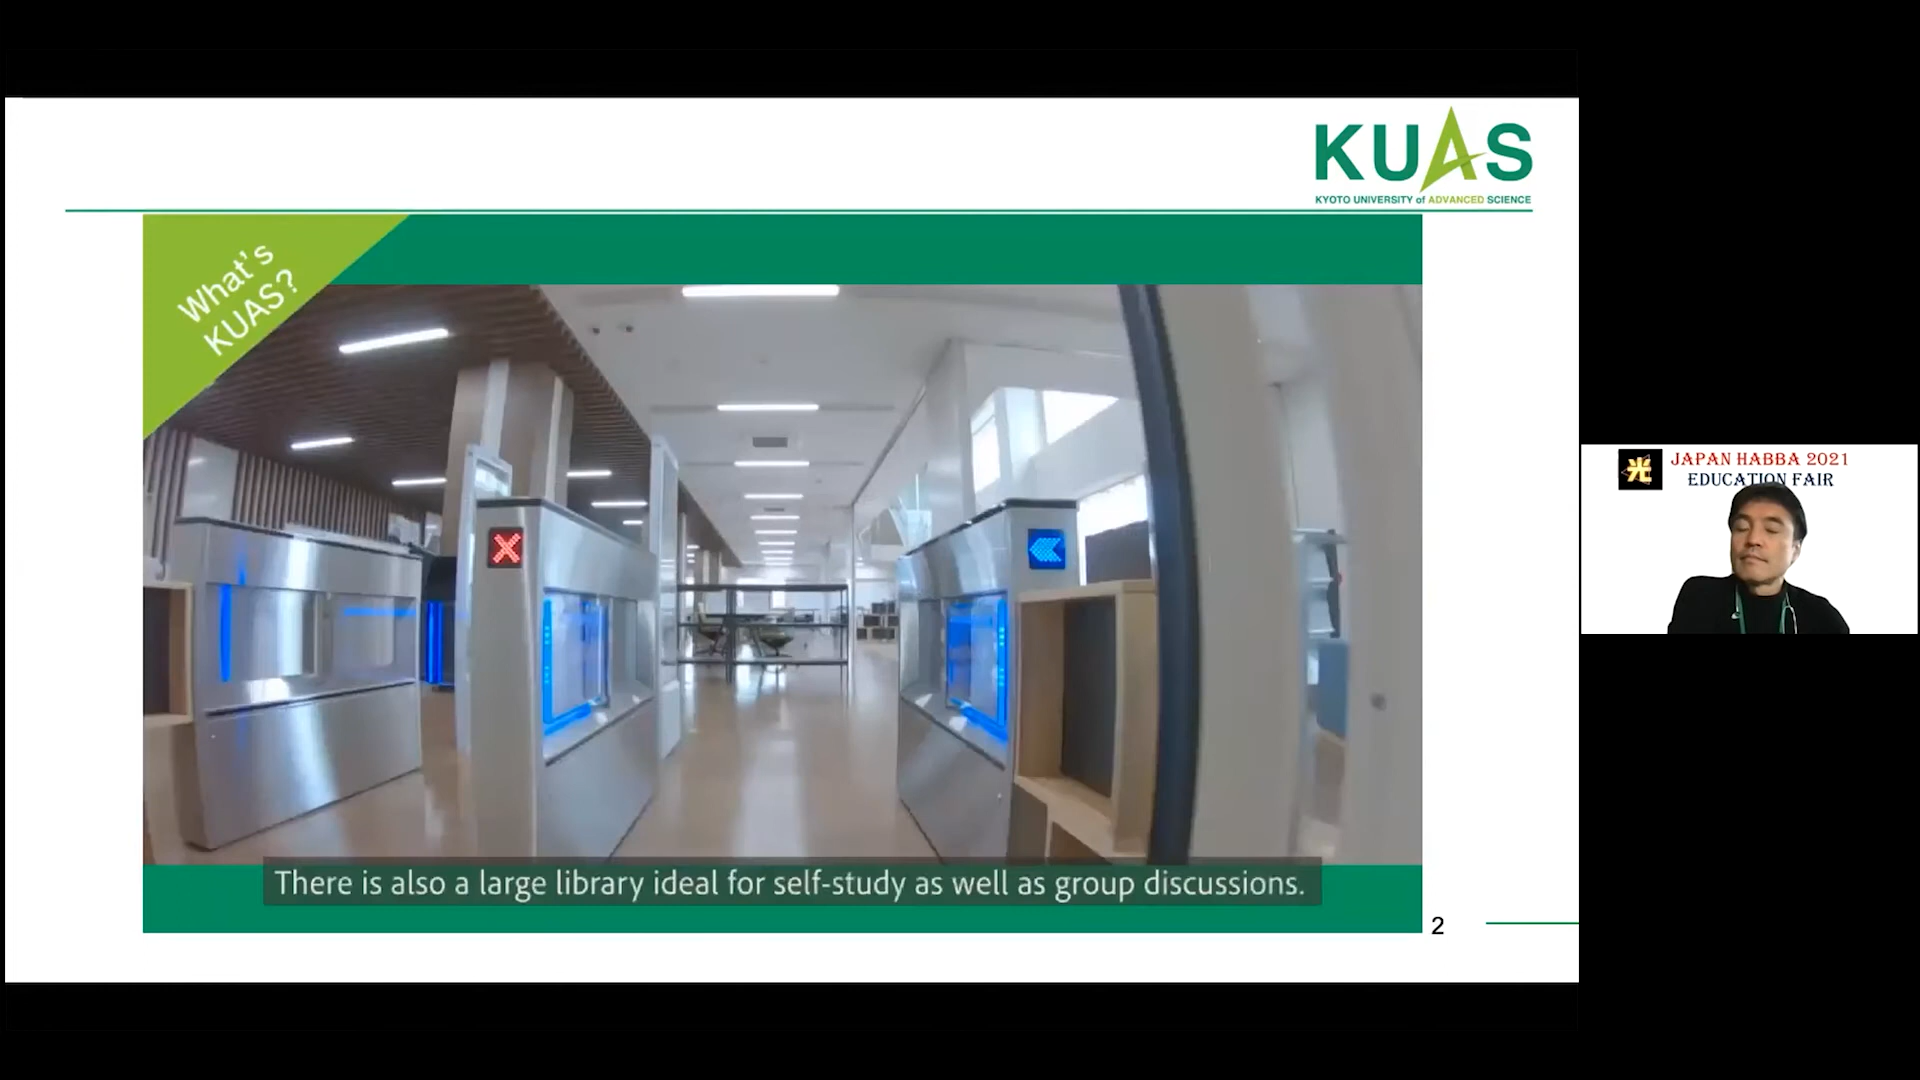 KUAS
KYOTO UNIVERSITY of ADVANCED SCIENCE
What's
KUAS?
There is also a large library ideal for self-study as well as group discussions.
2
光
JAPAN HABBA 2021
EDUCATION FAIR